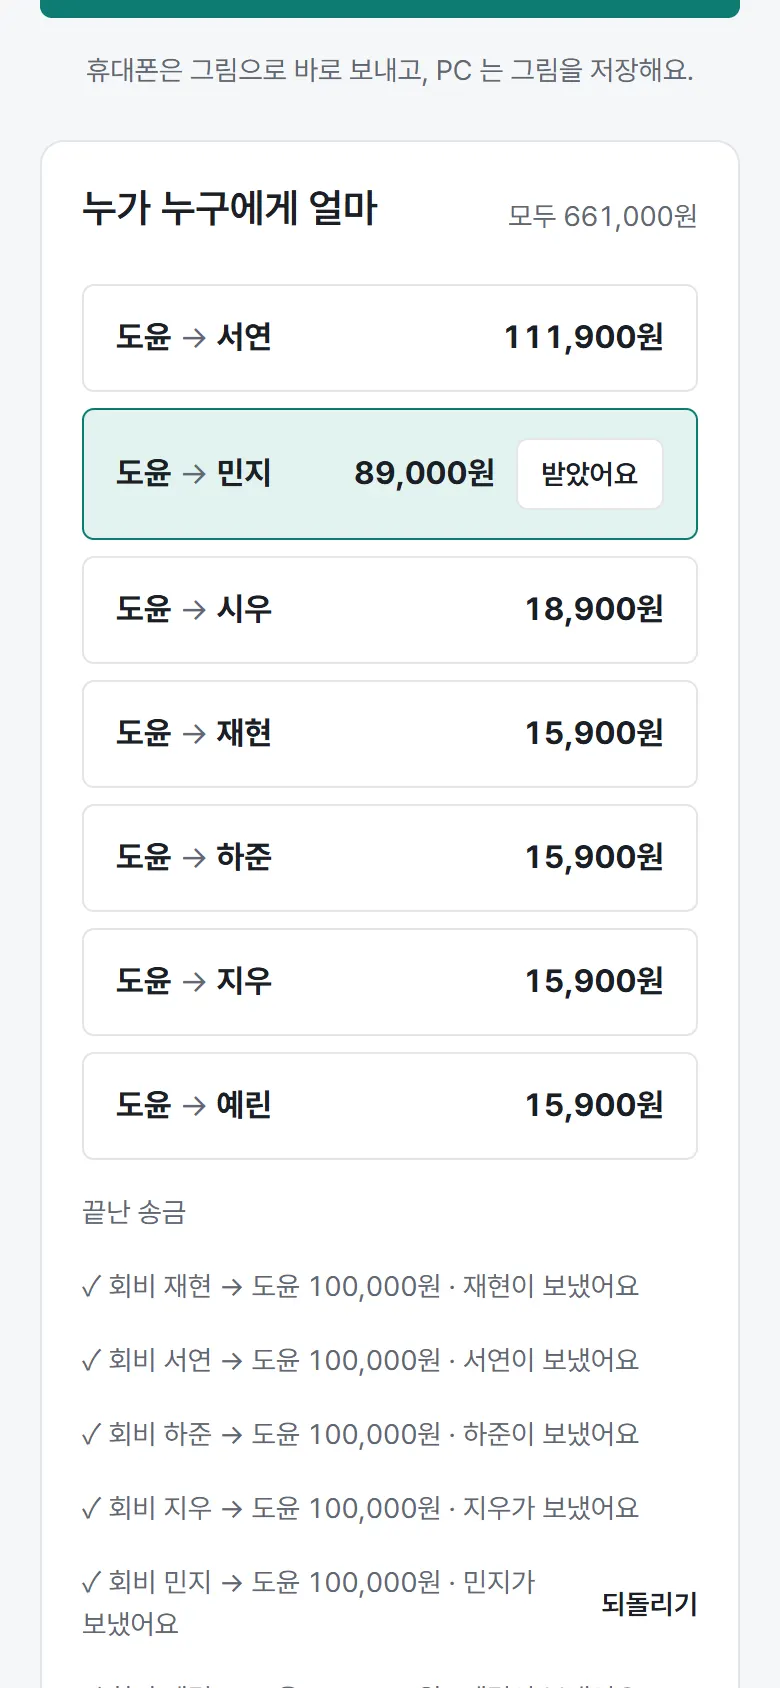 휴대폰은 그림으로 바로 보내고, PC 는 그림을 저장해요.
누가 누구에게 얼마 모두 661,000원
도윤 → 서연 111,900원
도윤 → 민지 89,000원 받았어요
도윤 → 시우 18,900원
도윤 → 재현 15,900원
도윤 → 하준 15,900원
도윤 → 지우 15,900원
도윤 → 예린 15,900원
끝난 송금
✓ 회비 재현 → 도윤 100,000원 · 재현이 보냈어요
✓ 회비 서연 → 도윤 100,000원 · 서연이 보냈어요
✓ 회비 하준 → 도윤 100,000원 · 하준이 보냈어요
✓ 회비 지우 → 도윤 100,000원 · 지우가 보냈어요
✓ 회비 민지 → 도윤 100,000원 · 민지가
보냈어요
되돌리기